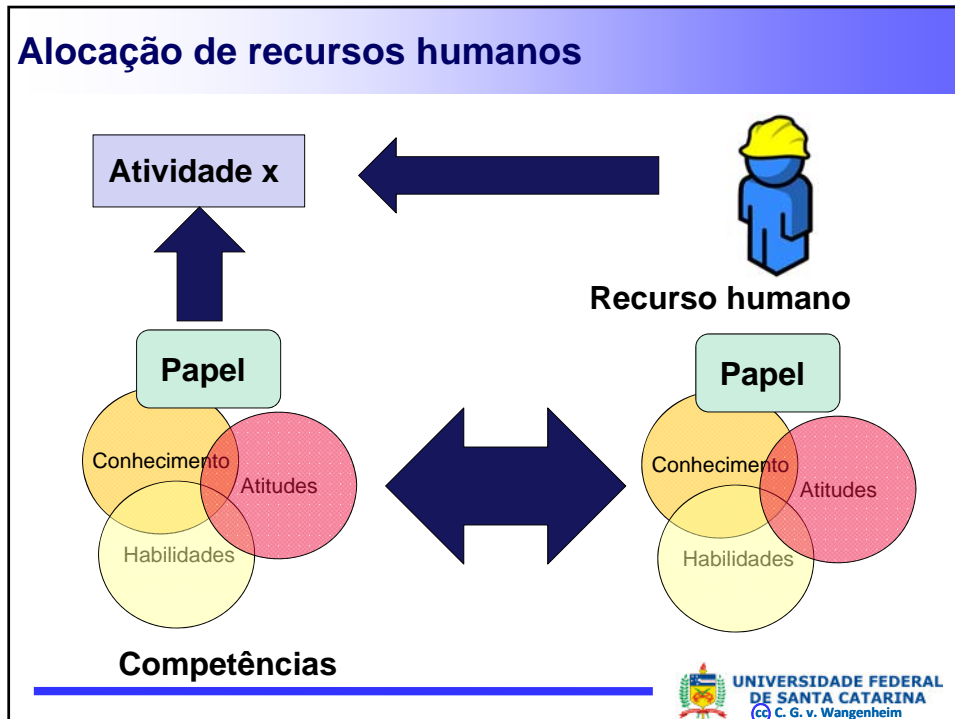 Alocação de recursos humanos
Atividade x
Recurso humano
Papel
Conhecimento
Atitudes
Habilidades
Papel
Conhecimento
Atitudes
Habilidades
Competências
UNIVERSIDADE FEDERAL
DE SANTA CATARINA
cc C. G. v. Wangenheim